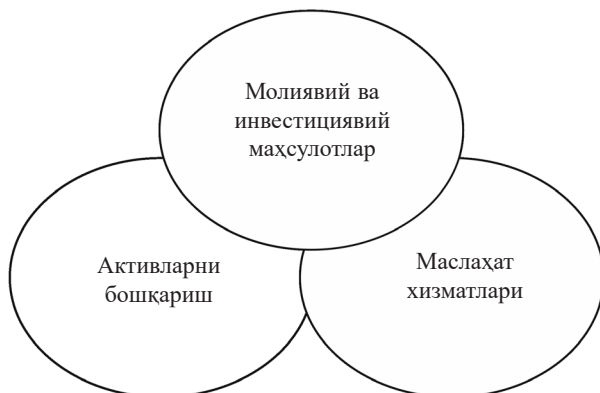 Молиявий ва
инвестициявий
маҳсулотлар
Активларни
бошқариш
Маслаҳат
хизматлари